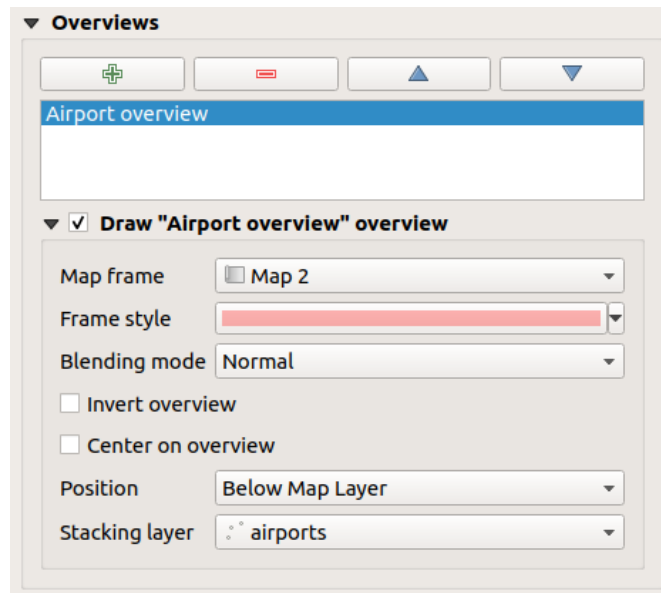 Overviews
Airport overview
Draw "Airport overview" overview
Map frame Map 2
Frame style
Blending mode Normal
Invert overview
Center on overview
Position Below Map Layer
Stacking layer airports